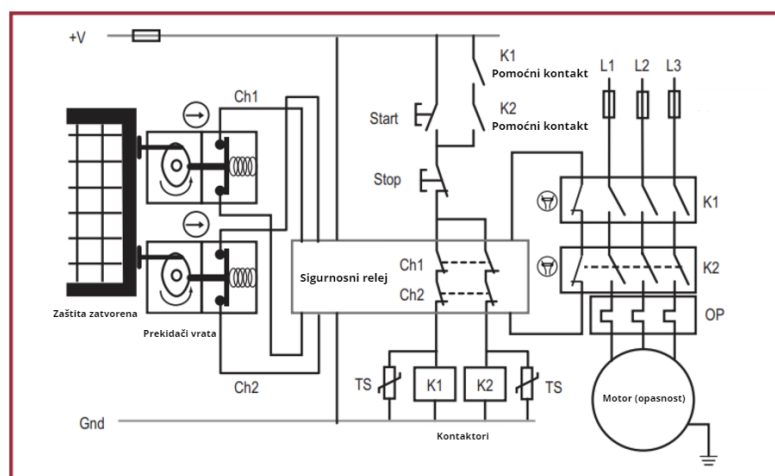 +V
Ch1
K1
Pomoćni kontakt
L1 L2 L3
K2
Pomoćni kontakt
Start
Stop
K1
Sigurnosni relej
Ch1
Ch2
K2
OP
Zaštita zatvorena
Prekidači vrata
Ch2
TS K1 K2 TS
Motor (opasnost)
Gnd
Kontaktori